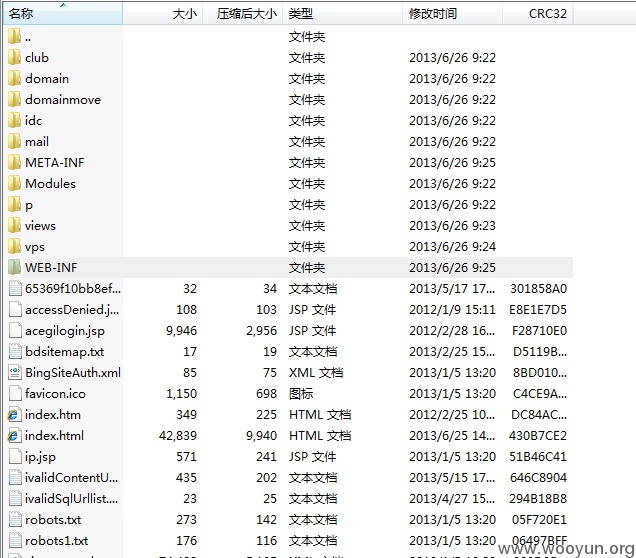 名称 大小 压缩后大小 类型 修改时间 CRC32
.. 文件夹
club 文件夹 2013/6/26 9:22
domain 文件夹 2013/6/26 9:22
domainmove 文件夹 2013/6/26 9:22
idc 文件夹 2013/6/26 9:22
mail 文件夹 2013/6/26 9:22
META-INF 文件夹 2013/6/26 9:25
Modules 文件夹 2013/6/26 9:22
p 文件夹 2013/6/26 9:22
views 文件夹 2013/6/26 9:23
vps 文件夹 2013/6/26 9:24
WEB-INF 文件夹 2013/6/26 9:25
65369f10bb8ef... 32 34 文本文档 2013/5/17 17... 301858A0
accessDenied.j... 108 103 JSP 文件 2012/1/9 15:11 E8E1E7D5
acegilogin.jsp 9,946 2,956 JSP 文件 2012/2/28 16... F28710E0
bdsitemap.txt 17 19 文本文档 2013/2/25 15... D5119B...
BingSiteAuth.xml 85 75 XML 文档 2013/1/5 13:20 8BD010...
favicon.ico 1,150 698 图标 2013/1/5 13:20 C4CE9A...
index.htm 349 225 HTML 文档 2012/2/25 10... DC84AC...
index.html 42,839 9,940 HTML 文档 2013/6/25 14... 430B7CE2
ip.jsp 571 241 JSP 文件 2013/1/5 13:20 51B46C41
ivalidContentU... 435 202 文本文档 2013/5/15 17... 646C8904
ivalidSqlUrllist.... 23 25 文本文档 2013/4/27 15... 294B18B8
robots.txt 273 142 文本文档 2013/1/5 13:20 05F720E1
robots1.txt 176 116 文本文档 2013/1/5 13:20 06497BFF
www.wooyun.org